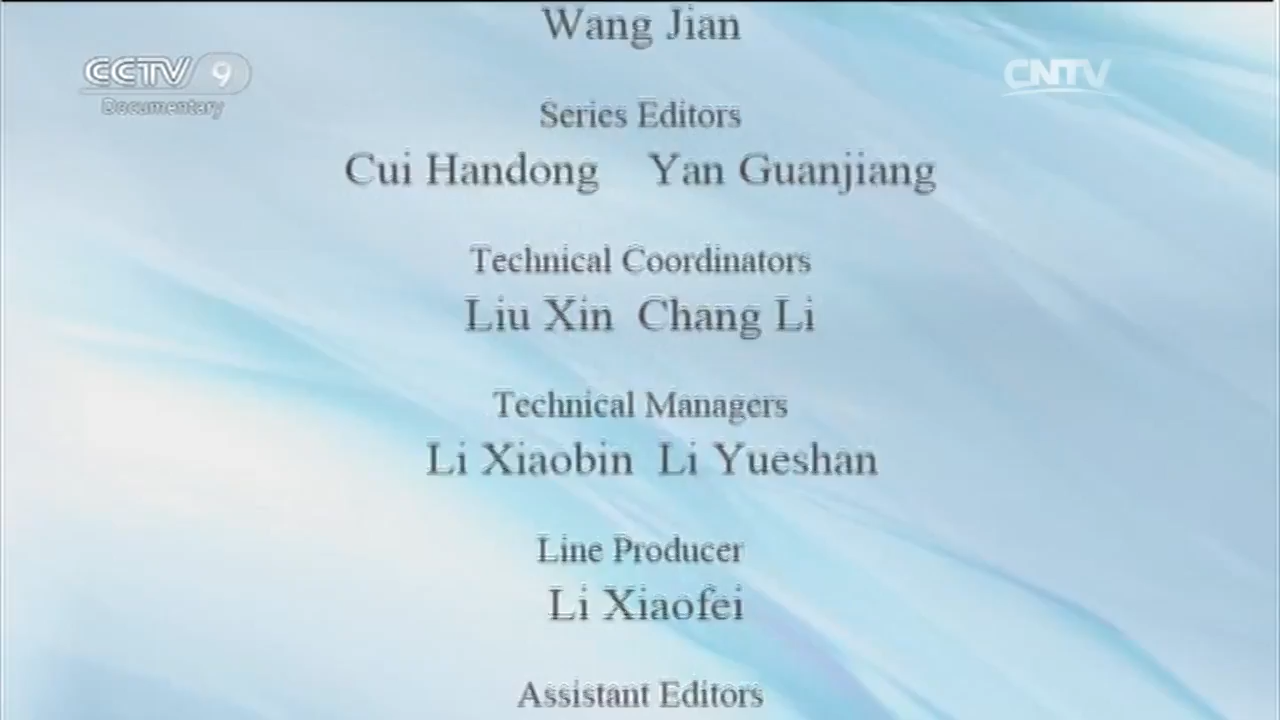 Wang Jian
CCTV 9
Documentary
CNTV
Series Editors
Cui Handong Yan Guanjiang
Technical Coordinators
Liu Xin Chang Li
Technical Managers
Li Xiaobin Li Yueshan
Line Producer
Li Xiaofei
Assistant Editors